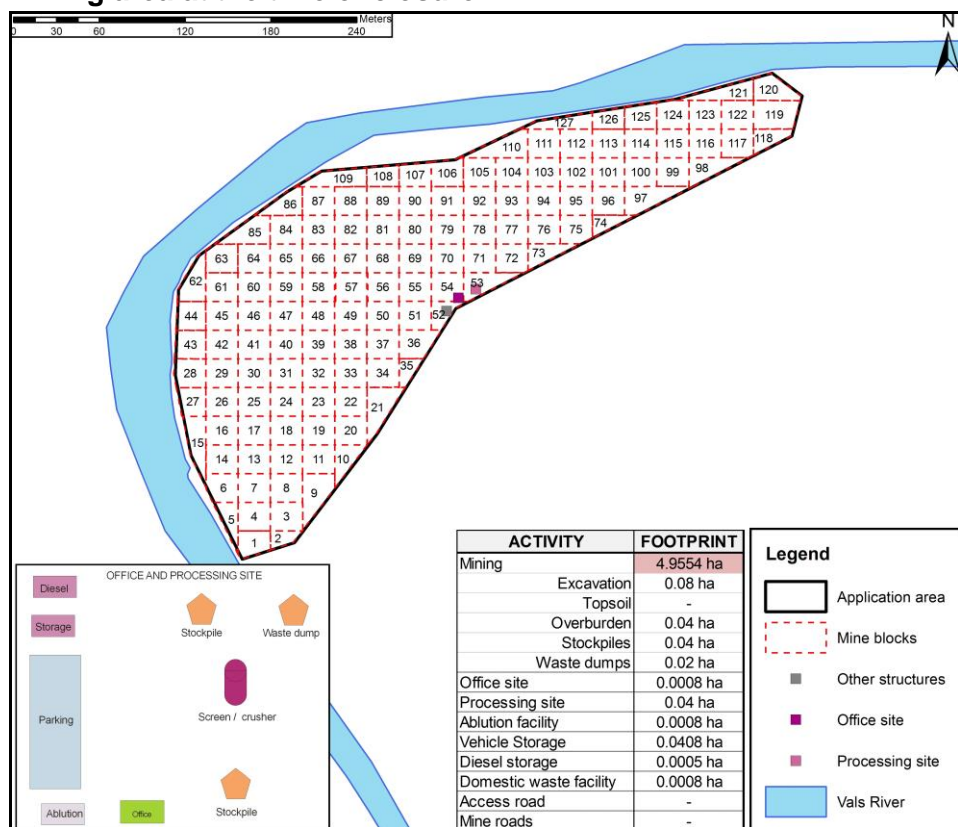 area at the time of closure
Meters
0 30 60 120 180 240
N
121 120
127 126 125 124 123 122 119
110 111 112 113 114 115 116 117 118
109 108 107 106 105 104 103 102 101 100 99 98
86 87 88 89 90 91 92 93 94 95 96 97
85 84 83 82 81 80 79 78 77 76 75 74
63 64 65 66 67 68 69 70 71 72 73
62 61 60 59 58 57 56 55 54 53
44 45 46 47 48 49 50 51 52
43 42 41 40 39 38 37 36
28 29 30 31 32 33 34 35
27 26 25 24 23 22 21
15 16 17 18 19 20
14 13 12 11 10
6 7 8 9
5 4 3
1 2
OFFICE AND PROCESSING SITE
Diesel
Storage
Stockpile
Waste dump
Parking
Screen / crusher
Stockpile
Ablution
Office
ACTIVITY FOOTPRINT
Mining 4.9554 ha
Excavation 0.08 ha
Topsoil -
Overburden 0.04 ha
Stockpiles 0.04 ha
Waste dumps 0.02 ha
Office site 0.0008 ha
Processing site 0.04 ha
Ablution facility 0.0008 ha
Vehicle Storage 0.0408 ha
Diesel storage 0.0005 ha
Domestic waste facility 0.0008 ha
Access road -
Mine roads -
Legend
Application area
Mine blocks
Other structures
Office site
Processing site
Vals River